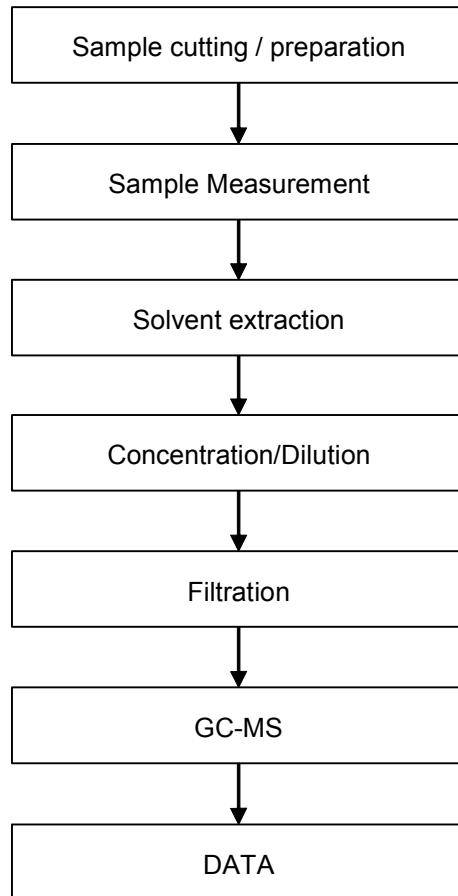 Sample cutting / preparation
Sample Measurement
Solvent extraction
Concentration/Dilution
Filtration
GC-MS
DATA